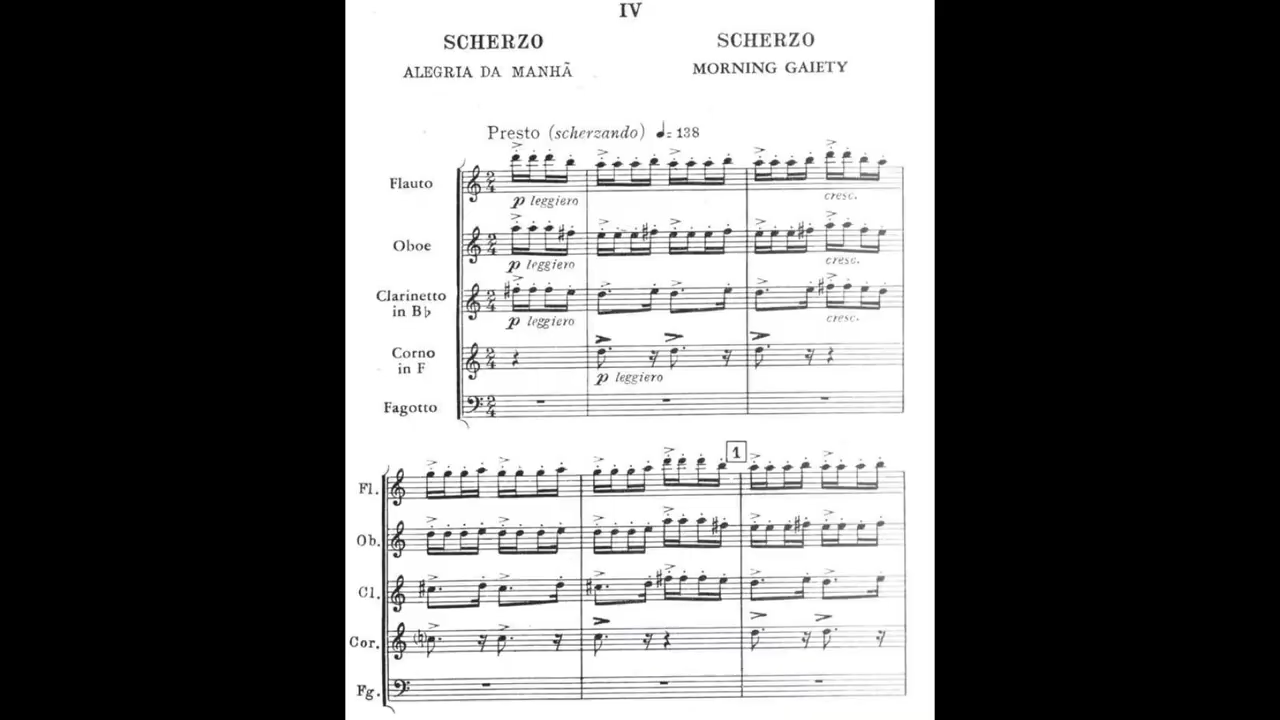 IV
SCHERZO
ALEGRIA DA MANHÃ
SCHERZO
MORNING GAIETY
Presto (scherzando) ♩= 138
Flauto
p leggiero
cresc.
Oboe
p leggiero
cresc.
Clarinetto
in B♭
p leggiero
cresc.
Corno
in F
p leggiero
Fagotto
1
Fl.
Ob.
Cl.
Cor.
Fg.